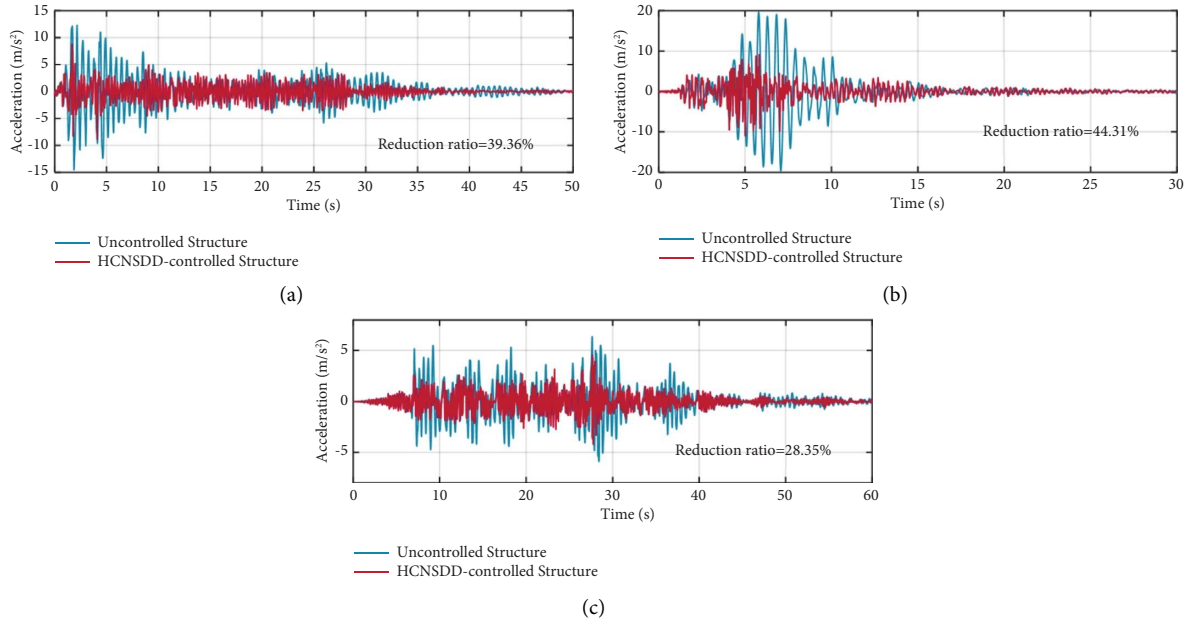 15
10
5
0
-5
-10
-15
Acceleration (m/s²)
Reduction ratio=39.36%
0 5 10 15 20 25 30 35 40 45 50
Time (s)
Uncontrolled Structure
HCNSDD-controlled Structure
(a)
20
10
0
-10
-20
Acceleration (m/s²)
Reduction ratio=44.31%
0 5 10 15 20 25 30
Time (s)
Uncontrolled Structure
HCNSDD-controlled Structure
(b)
5
0
-5
Acceleration (m/s²)
Reduction ratio=28.35%
0 10 20 30 40 50 60
Time (s)
Uncontrolled Structure
HCNSDD-controlled Structure
(c)